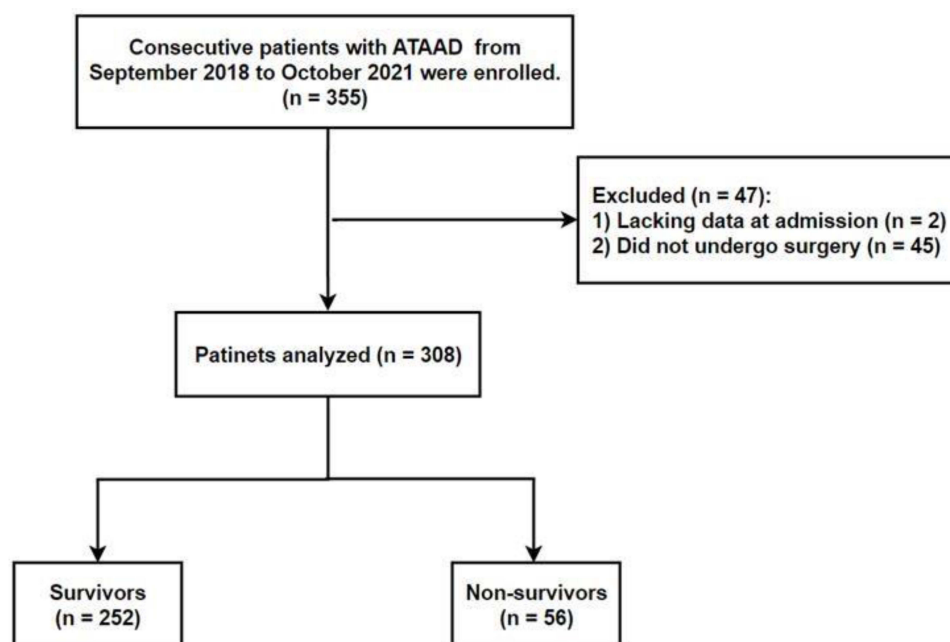 Consecutive patients with ATAAD from
September 2018 to October 2021 were enrolled.
(n = 355)
Excluded (n = 47):
1) Lacking data at admission (n = 2)
2) Did not undergo surgery (n = 45)
Patinets analyzed (n = 308)
Survivors
(n = 252)
Non-survivors
(n = 56)